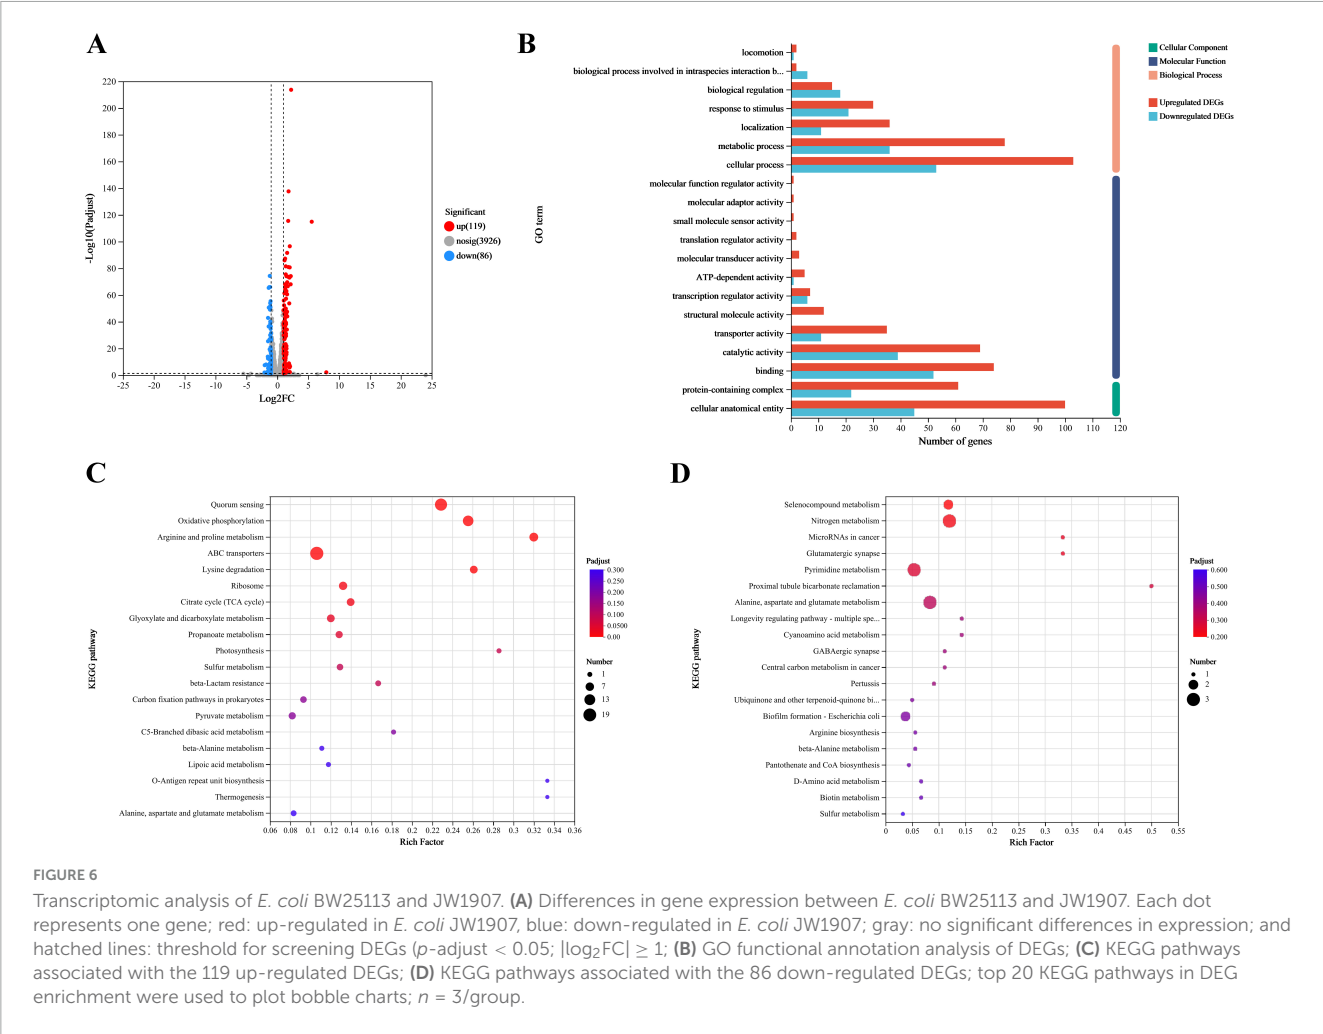 A
220
200
180
160
140
120
100
80
60
40
20
0
-Log10(Padjust)
-25 -20 -15 -10 -5 0 5 10 15 20 25
Log2FC
Significant
up(119)
nosig(3926)
down(86)
B
GO term
locomotion
biological process involved in intraspecies interaction b...
biological regulation
response to stimulus
localization
metabolic process
cellular process
molecular function regulator activity
molecular adaptor activity
small molecule sensor activity
translation regulator activity
molecular transducer activity
ATP-dependent activity
transcription regulator activity
structural molecule activity
transporter activity
catalytic activity
binding
protein-containing complex
cellular anatomical entity
0 10 20 30 40 50 60 70 80 90 100 110 120
Number of genes
Cellular Component
Molecular Function
Biological Process
Upregulated DEGs
Downregulated DEGs
C
KEGG pathway
Quorum sensing
Oxidative phosphorylation
Arginine and proline metabolism
ABC transporters
Lysine degradation
Ribosome
Citrate cycle (TCA cycle)
Glyoxylate and dicarboxylate metabolism
Propanoate metabolism
Photosynthesis
Sulfur metabolism
beta-Lactam resistance
Carbon fixation pathways in prokaryotes
Pyruvate metabolism
C5-Branched dibasic acid metabolism
beta-Alanine metabolism
Lipoic acid metabolism
O-Antigen repeat unit biosynthesis
Thermogenesis
Alanine, aspartate and glutamate metabolism
0.06 0.08 0.1 0.12 0.14 0.16 0.18 0.2 0.22 0.24 0.26 0.28 0.3 0.32 0.34 0.36
Rich Factor
Padjust
0.300
0.250
0.200
0.150
0.100
0.0500
0.00
Number
1
7
13
19
D
KEGG pathway
Selenocompound metabolism
Nitrogen metabolism
MicroRNAs in cancer
Glutamatergic synapse
Pyrimidine metabolism
Proximal tubule bicarbonate reclamation
Alanine, aspartate and glutamate metabolism
Longevity regulating pathway - multiple spe...
Cyanoamino acid metabolism
GABAergic synapse
Central carbon metabolism in cancer
Pertussis
Ubiquinone and other terpenoid-quinone bi...
Biofilm formation - Escherichia coli
Arginine biosynthesis
beta-Alanine metabolism
Pantothenate and CoA biosynthesis
D-Amino acid metabolism
Biotin metabolism
Sulfur metabolism
0 0.05 0.1 0.15 0.2 0.25 0.3 0.35 0.4 0.45 0.5 0.55
Rich Factor
Padjust
0.600
0.500
0.400
0.300
0.200
Number
1
2
3
FIGURE 6
Transcriptomic analysis of E. coli BW25113 and JW1907. (A) Differences in gene expression between E. coli BW25113 and JW1907. Each dot
represents one gene; red: up-regulated in E. coli JW1907, blue: down-regulated in E. coli JW1907; gray: no significant differences in expression; and
hatched lines: threshold for screening DEGs (p-adjust < 0.05; |log₂FC| ≥ 1; (B) GO functional annotation analysis of DEGs; (C) KEGG pathways
associated with the 119 up-regulated DEGs; (D) KEGG pathways associated with the 86 down-regulated DEGs; top 20 KEGG pathways in DEG
enrichment were used to plot bobble charts; n = 3/group.